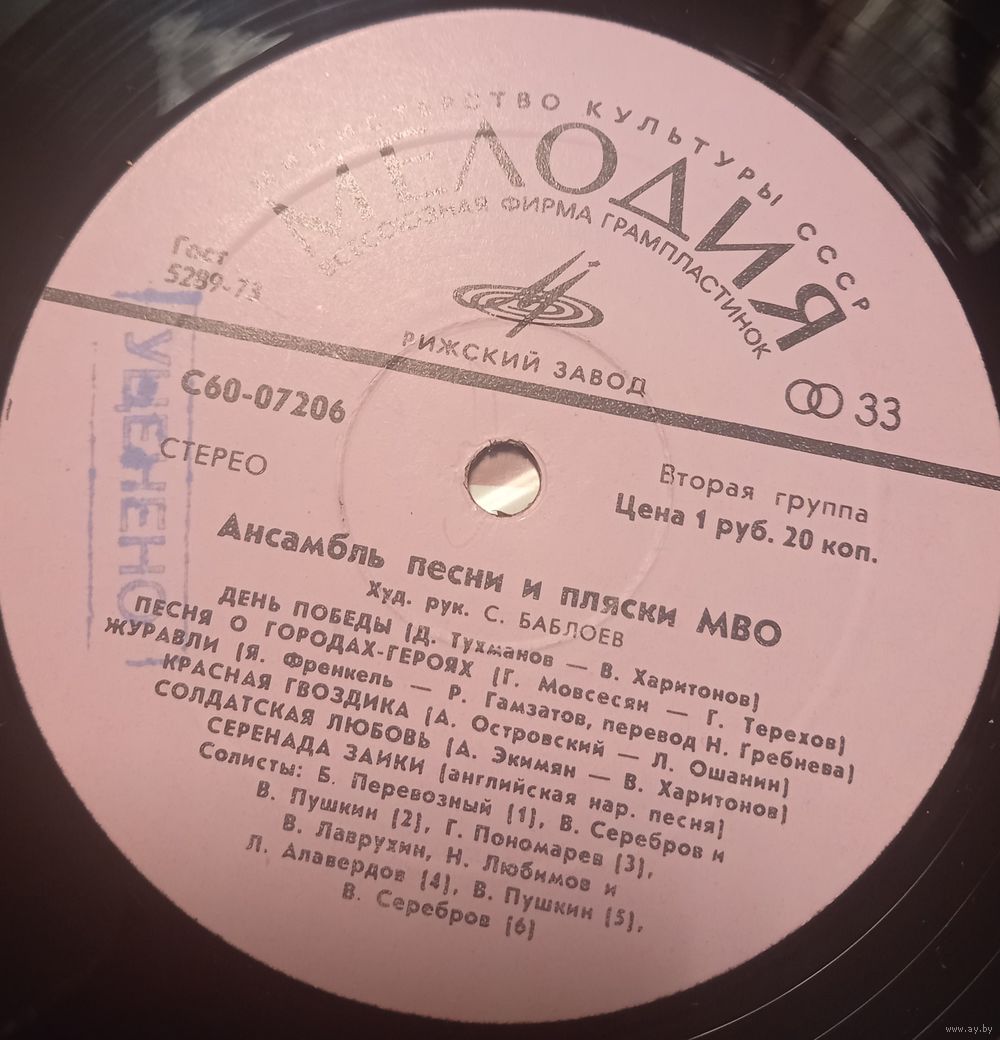 МИНИСТЕРСТВО КУЛЬТУРЫ СССР
МЕЛОДИЯ
ВСЕСОЮЗНАЯ ФИРМА ГРАМПЛАСТИНОК
Гост
5289-73
РИЖСКИЙ ЗАВОД
33
УЦЕНЕНО
С60-07206
СТЕРЕО
Вторая группа
Цена 1 руб. 20 коп.
Ансамбль песни и пляски МВО
Худ. рук. С. БАБЛОЕВ
ДЕНЬ ПОБЕДЫ (Д. Тухманов — В. Харитонов)
ПЕСНЯ О ГОРОДАХ-ГЕРОЯХ (Г. Мовсесян — Г. Терехов)
ЖУРАВЛИ (Я. Френкель — Р. Гамзатов, перевод Н. Гребнева)
КРАСНАЯ ГВОЗДИКА (А. Островский — Л. Ошанин)
СОЛДАТСКАЯ ЛЮБОВЬ (А. Экимян — В. Харитонов)
СЕРЕНАДА ЗАИКИ (английская нар. песня)
Солисты: Б. Перевозный (1), В. Серебров и
В. Пушкин (2), Г. Пономарев (3),
В. Лаврухин, Н. Любимов и
Л. Алавердов (4), В. Пушкин (5),
В. Серебров (6)
www.ay.by